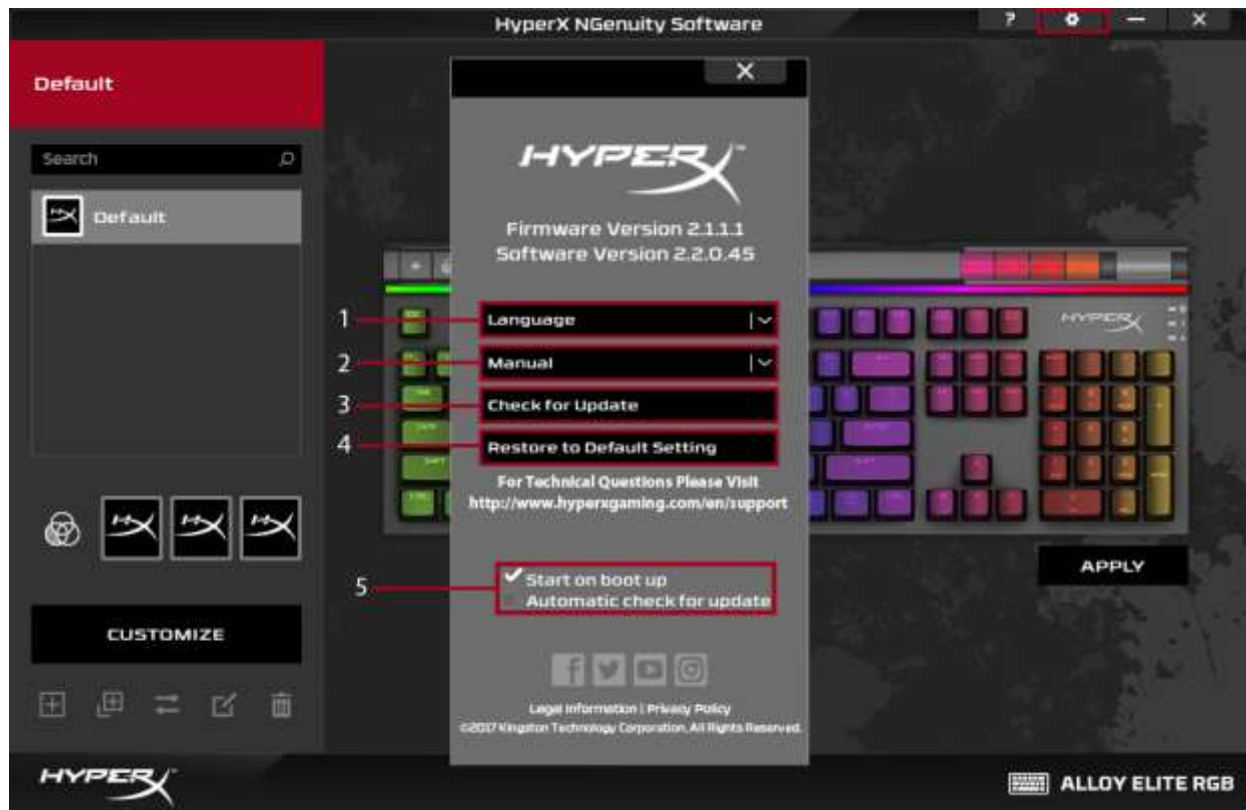 HyperX NGenuity Software
?
Default
Search
Default
CUSTOMIZE
HYPERX
HYPERX™
Firmware Version 2.1.1.1
Software Version 2.2.0.45
1 Language
2 Manual
3 Check for Update
4 Restore to Default Setting
For Technical Questions Please Visit
http://www.hyperxgaming.com/en/support
5 Start on boot up
Automatic check for update
Legal Information | Privacy Policy
©2017 Kingston Technology Corporation. All Rights Reserved.
HYPERX
APPLY
ALLOY ELITE RGB